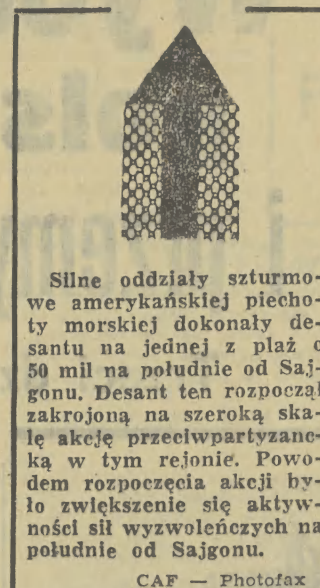 Silne oddziały szturmo-
we amerykańskiej piecho-
ty morskiej dokonały de-
santu na jednej z plaż o
50 mil na południe od Saj-
gonu. Desant ten rozpoczął
zakrojoną na szeroką ska-
lę akcję przeciwpartyzanc-
ką w tym rejonie. Powo-
dem rozpoczęcia akcji by-
ło zwiększenie się aktyw-
ności sił wyzwoleńczych na
południe od Sajgonu.
CAF — Photofax